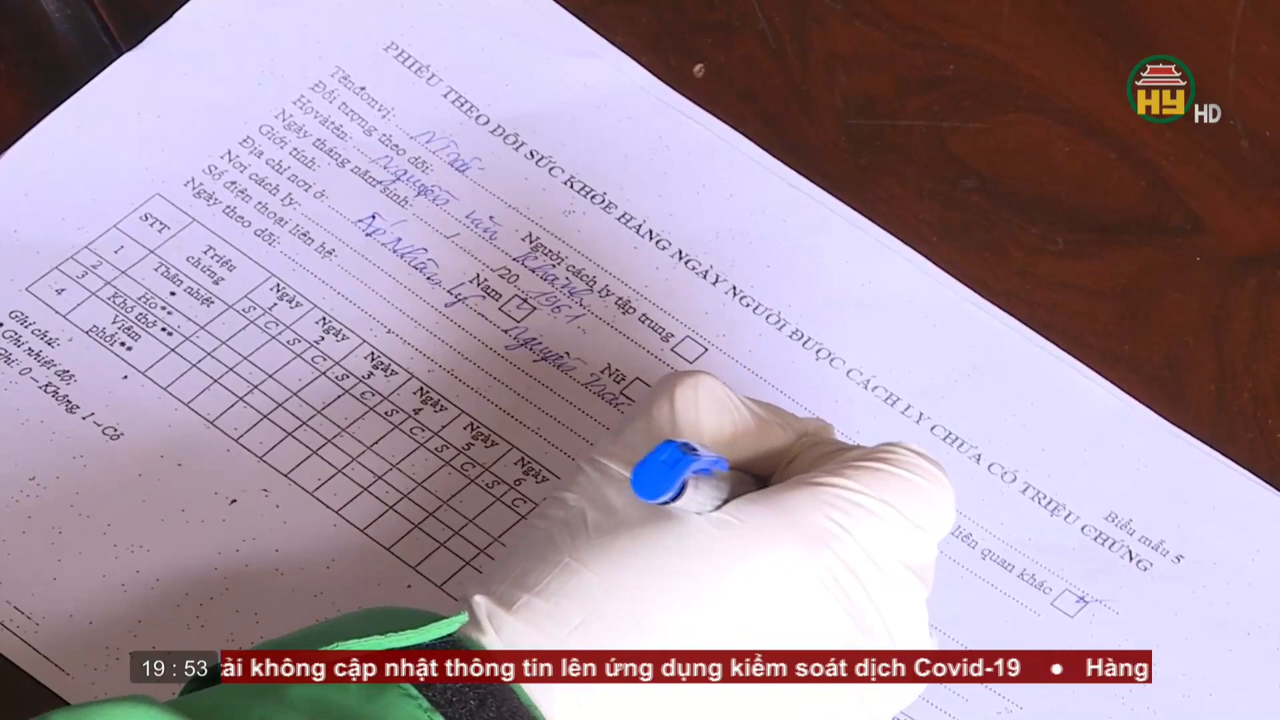 HY HD
Biểu mẫu 5
PHIẾU THEO DÕI SỨC KHỎE HÀNG NGÀY NGƯỜI ĐƯỢC CÁCH LY CHƯA CÓ TRIỆU CHỨNG
Tên đơn vị:
Đối tượng theo dõi: Người cách ly tập trung liên quan khác
Họ và tên: Nguyễn Văn
Ngày tháng năm sinh: / /20 1961
Giới tính: Nam Nữ
Địa chỉ nơi ở:
Nơi cách ly:
Số điện thoại liên hệ:
Ngày theo dõi:
STT Triệu chứng Ngày 1 Ngày 2 Ngày 3 Ngày 4 Ngày 5 Ngày 6
S C S C S C S C S C S C
1 Thân nhiệt *
2 Ho **
3 Khó thở **
4 Viêm phổi **
Ghi chú:
* Ghi nhiệt độ;
Ghi: 0 – Không, 1 – Có
19 : 53 ải không cập nhật thông tin lên ứng dụng kiểm soát dịch Covid-19 ● Hàng